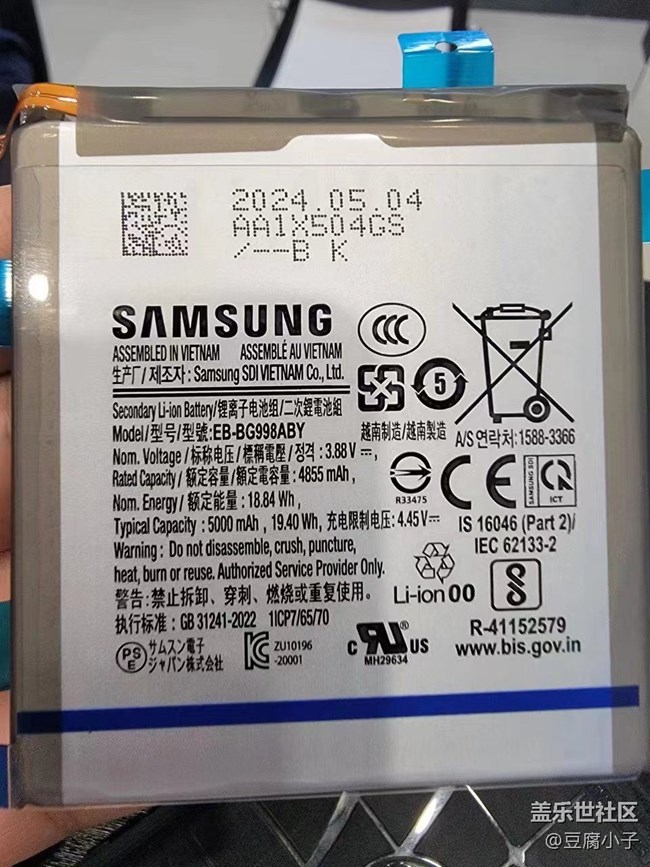 2024.05.04
AA1X504GS
/--B K
SAMSUNG
ASSEMBLED IN VIETNAM ASSEMBLÉ AU VIETNAM
生产厂/제조자: Samsung SDI VIETNAM Co., Ltd.
Secondary Li-ion Battery/锂离子电池组/二次鋰電池組
Model/型号/型號:EB-BG998ABY
Nom. Voltage / 标称电压 / 標稱電壓 / 정격 : 3.88 V⎓,
Rated Capacity / 额定容量 / 額定電容量 : 4855 mAh,
Nom. Energy / 额定能量 : 18.84 Wh,
Typical Capacity : 5000 mAh , 19.40 Wh, 充电限制电压: 4.45V⎓
Warning : Do not disassemble, crush, puncture,
heat, burn or reuse. Authorized Service Provider Only.
警告: 禁止拆卸、穿刺、燃烧或重复使用。
执行标准: GB 31241-2022 1ICP7/65/70
PSE
サムスン電子
ジャパン株式会社
ZU10196
-20001
CCC
5
越南制造/越南製造
A/S 연락처: 1588-3366
R33475
CE
SAMSUNG SDI
ICT
IS 16046 (Part 2)/
IEC 62133-2
Li-ion 00
R-41152579
www.bis.gov.in
c RU® US
MH29634
盖乐世社区
@豆腐小子